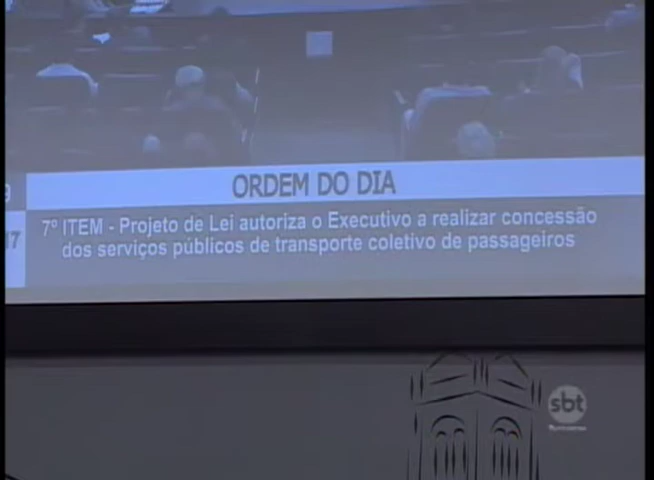 ORDEM DO DIA
7º ITEM - Projeto de Lei autoriza o Executivo a realizar concessão
dos serviços públicos de transporte coletivo de passageiros
sbt